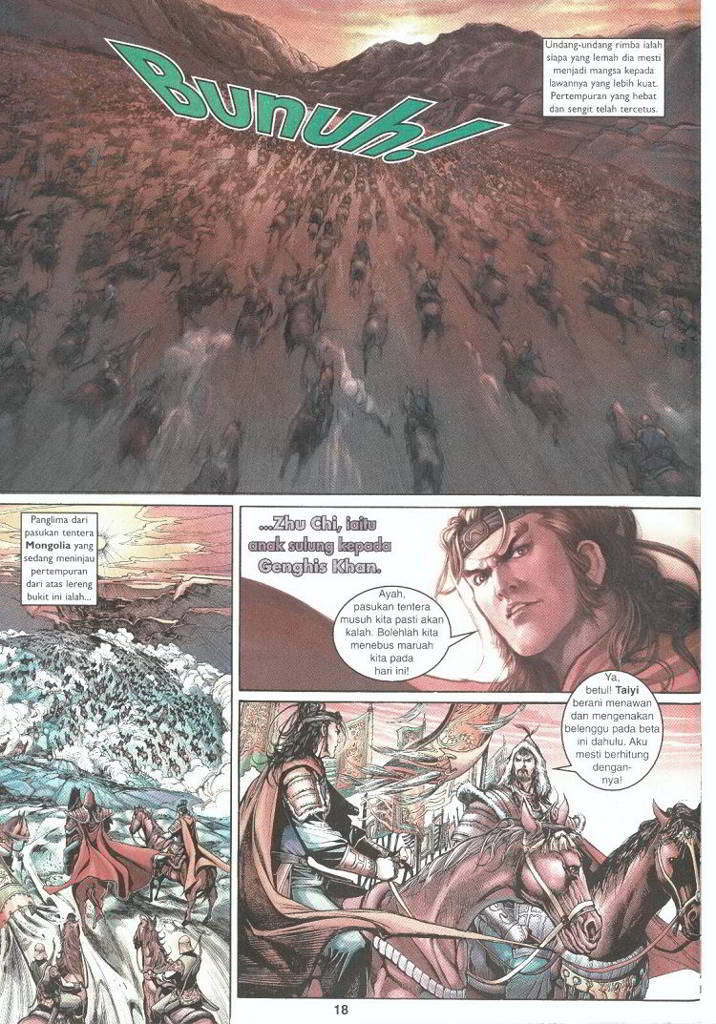 Bunuh!
Undang-undang rimba ialah
siapa yang lemah dia mesti
menjadi mangsa kepada
lawannya yang lebih kuat.
Pertempuran yang hebat
dan sengit telah tercetus.
Panglima dari
pasukan tentera
Mongolia yang
sedang meninjau
pertempuran
dari atas lereng
bukit ini ialah...
...Zhu Chi, iaitu
anak sulung kepada
Genghis Khan.
Ayah,
pasukan tentera
musuh kita pasti akan
kalah. Bolehlah kita
menebus maruah
kita pada
hari ini!
Ya,
betul! Taiyi
berani menawan
dan mengenakan
belenggu pada beta
ini dahulu. Aku
mesti berhitung
dengan-
nya!
18